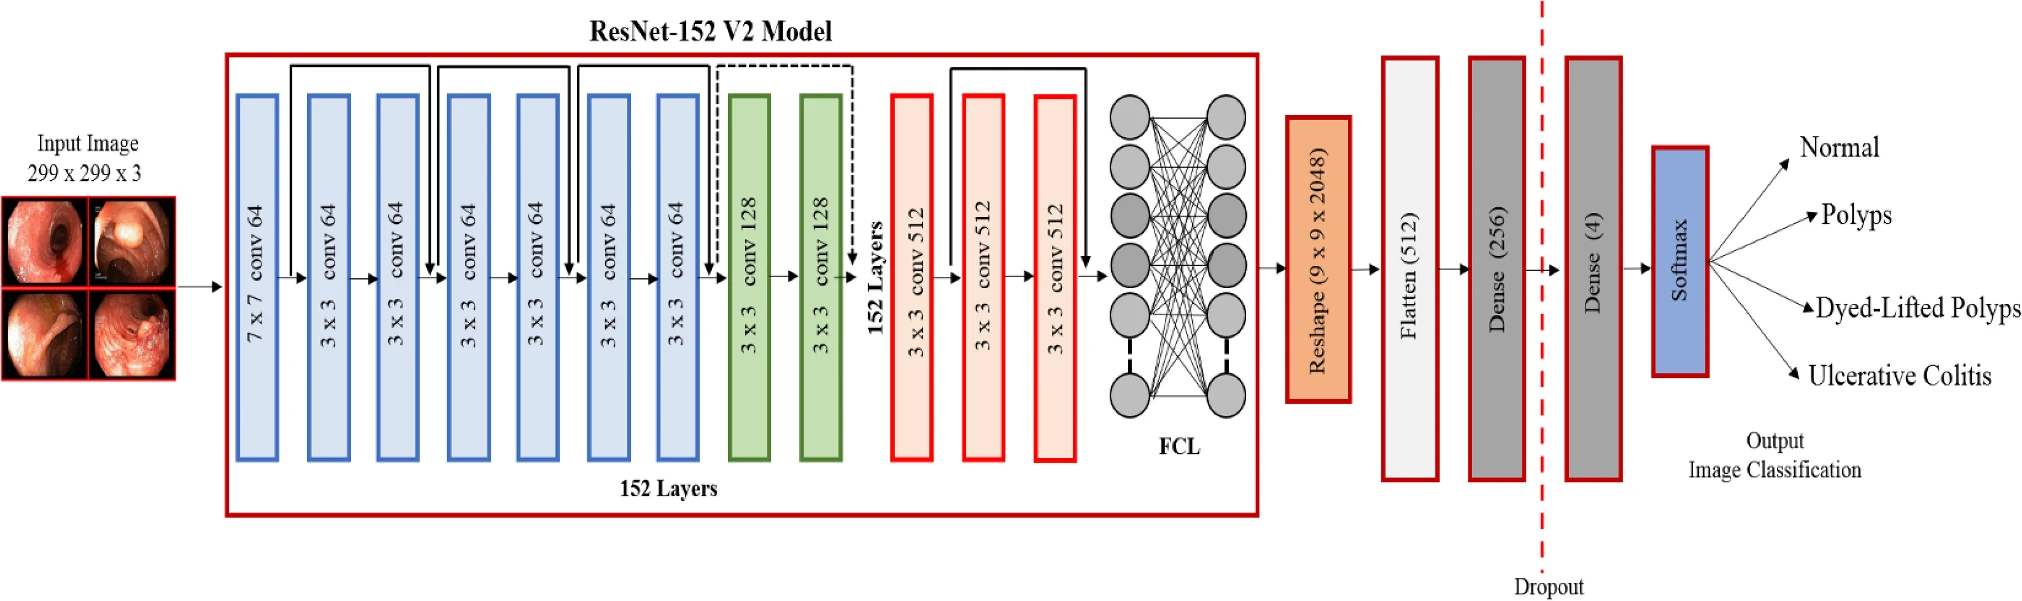 ResNet-152 V2 Model
Input Image
299 x 299 x 3
7 x 7 conv 64
3 x 3 conv 64
3 x 3 conv 64
3 x 3 conv 64
3 x 3 conv 64
3 x 3 conv 64
3 x 3 conv 64
3 x 3 conv 128
3 x 3 conv 128
152 Layers
3 x 3 conv 512
3 x 3 conv 512
3 x 3 conv 512
FCL
152 Layers
Reshape (9 x 9 x 2048)
Flatten (512)
Dense (256)
Dropout
Dense (4)
Softmax
Normal
Polyps
Dyed-Lifted Polyps
Ulcerative Colitis
Output
Image Classification